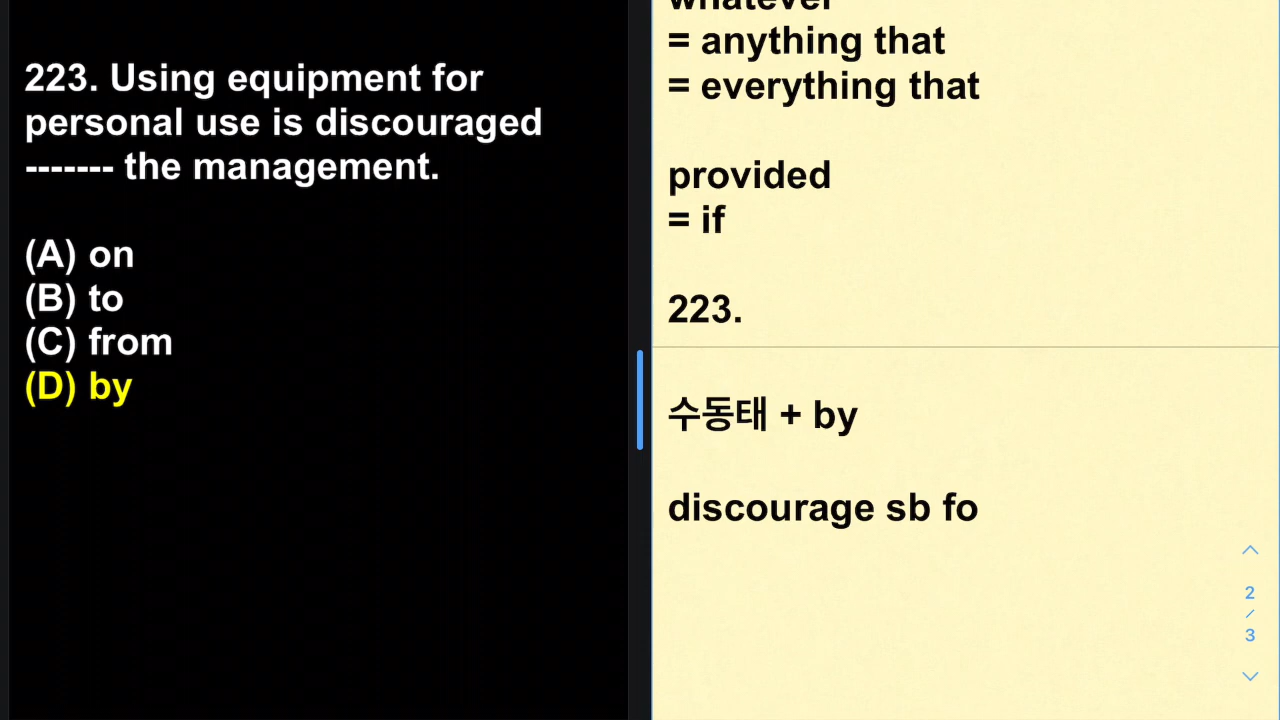 223. Using equipment for
personal use is discouraged
------- the management.
(A) on
(B) to
(C) from
(D) by
whatever
= anything that
= everything that
provided
= if
223.
수동태 + by
discourage sb fo
2
/
3